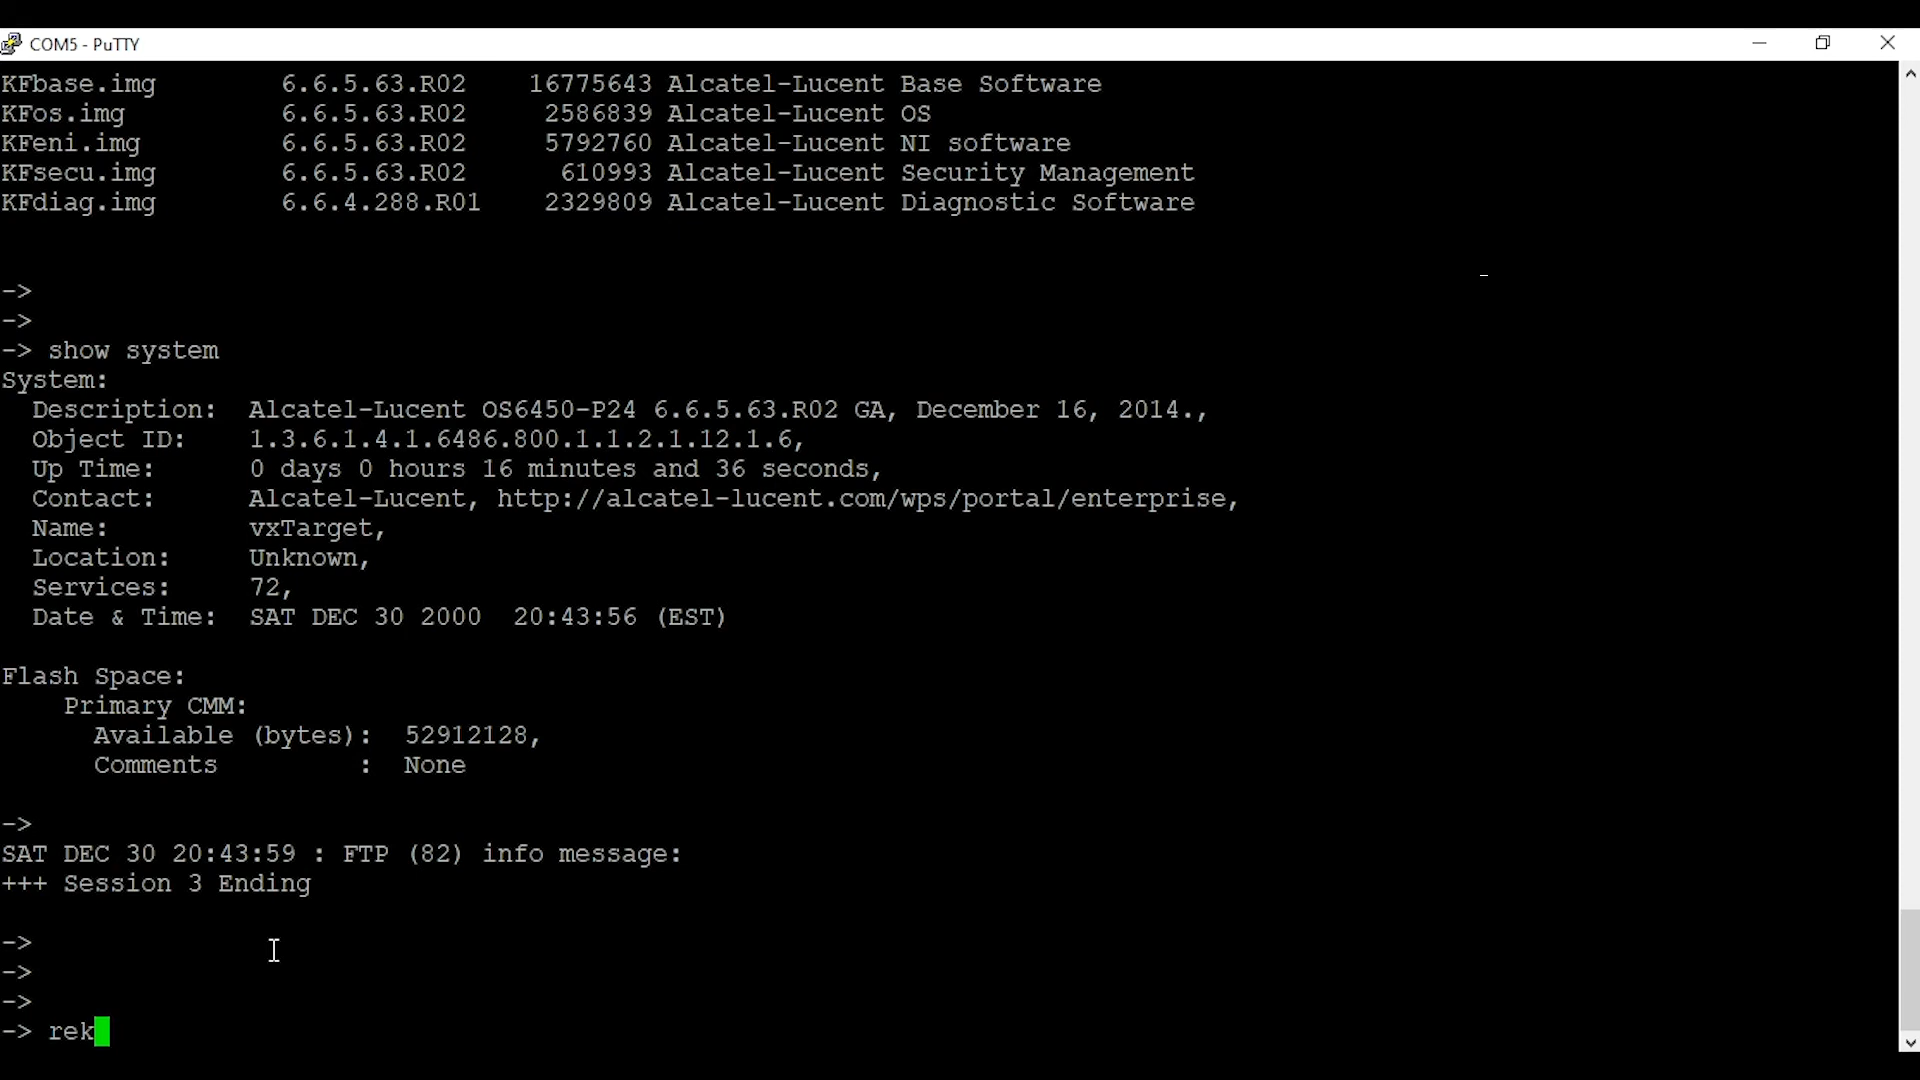 COM5 - PuTTY
KFbase.img 6.6.5.63.R02 16775643 Alcatel-Lucent Base Software
KFos.img 6.6.5.63.R02 2586839 Alcatel-Lucent OS
KFeni.img 6.6.5.63.R02 5792760 Alcatel-Lucent NI software
KFsecu.img 6.6.5.63.R02 610993 Alcatel-Lucent Security Management
KFdiag.img 6.6.4.288.R01 2329809 Alcatel-Lucent Diagnostic Software
->
->
-> show system
System:
Description: Alcatel-Lucent OS6450-P24 6.6.5.63.R02 GA, December 16, 2014.,
Object ID: 1.3.6.1.4.1.6486.800.1.1.2.1.12.1.6,
Up Time: 0 days 0 hours 16 minutes and 36 seconds,
Contact: Alcatel-Lucent, http://alcatel-lucent.com/wps/portal/enterprise,
Name: vxTarget,
Location: Unknown,
Services: 72,
Date & Time: SAT DEC 30 2000 20:43:56 (EST)
Flash Space:
Primary CMM:
Available (bytes): 52912128,
Comments : None
->
SAT DEC 30 20:43:59 : FTP (82) info message:
+++ Session 3 Ending
->
->
->
-> rek